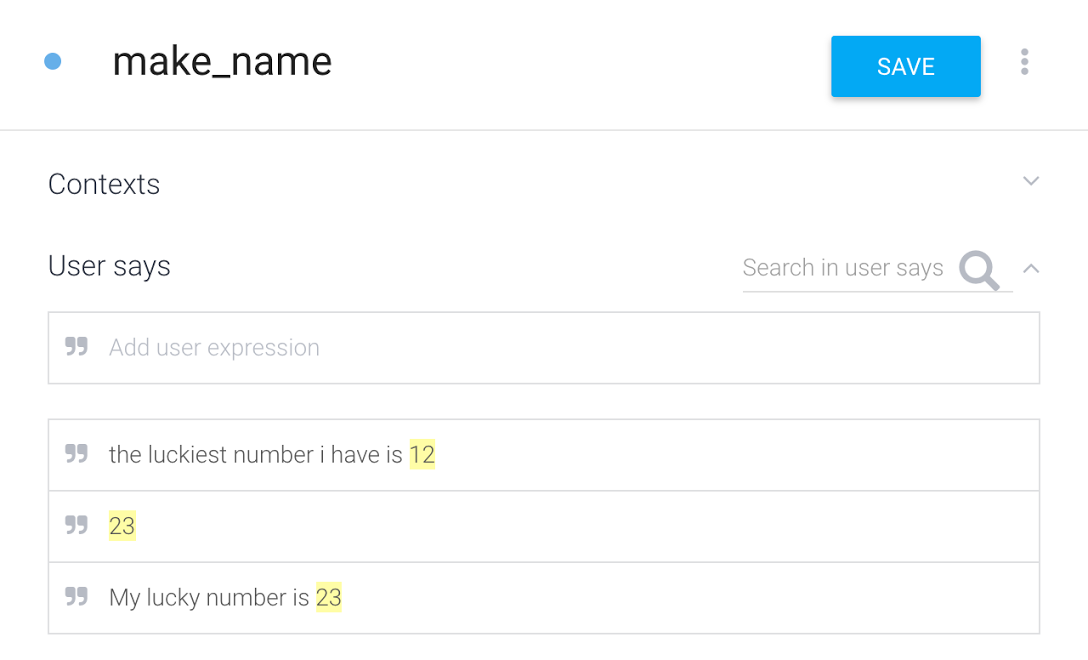 make_name
SAVE
Contexts
User says
Search in user says
Add user expression
the luckiest number i have is 12
23
My lucky number is 23